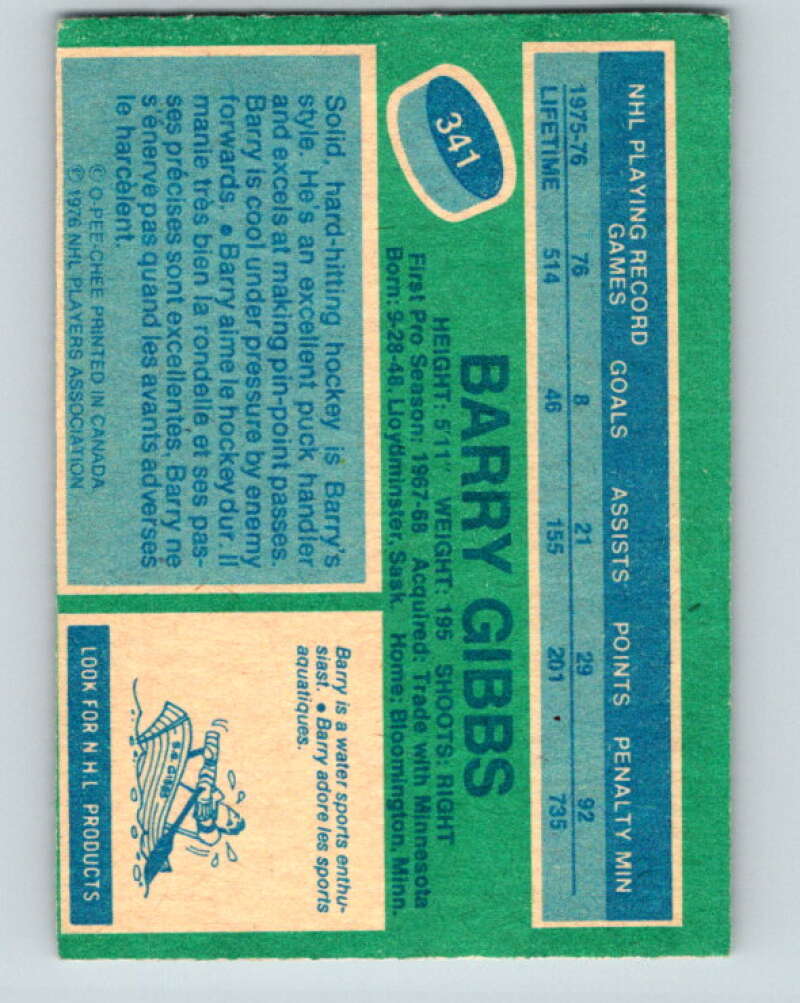 NHL PLAYING RECORD
GAMES GOALS ASSISTS POINTS PENALTY MIN
1975-76 76 8 21 29 92
LIFETIME 514 46 155 201 735
341
BARRY GIBBS
HEIGHT: 5'11" WEIGHT: 195 SHOOTS: RIGHT
First Pro Season: 1967-68 Acquired: Trade with Minnesota
Born: 9-28-48, Lloydminster, Sask. Home: Bloomington, Minn.
Solid, hard-hitting hockey is Barry's
style. He's an excellent puck handler
and excels at making pin-point passes.
Barry is cool under pressure by enemy
forwards. • Barry aime le hockey dur. Il
manie très bien la rondelle et ses pas-
ses précises sont excellentes. Barry ne
s'énerve pas quand les avants adverses
le harcèlent.
© O-PEE-CHEE PRINTED IN CANADA
© 1976 NHL PLAYERS ASSOCIATION
Barry is a water sports enthu-
siast. • Barry adore les sports
aquatiques.
S.S. GIBBS
LOOK FOR N.H.L PRODUCTS